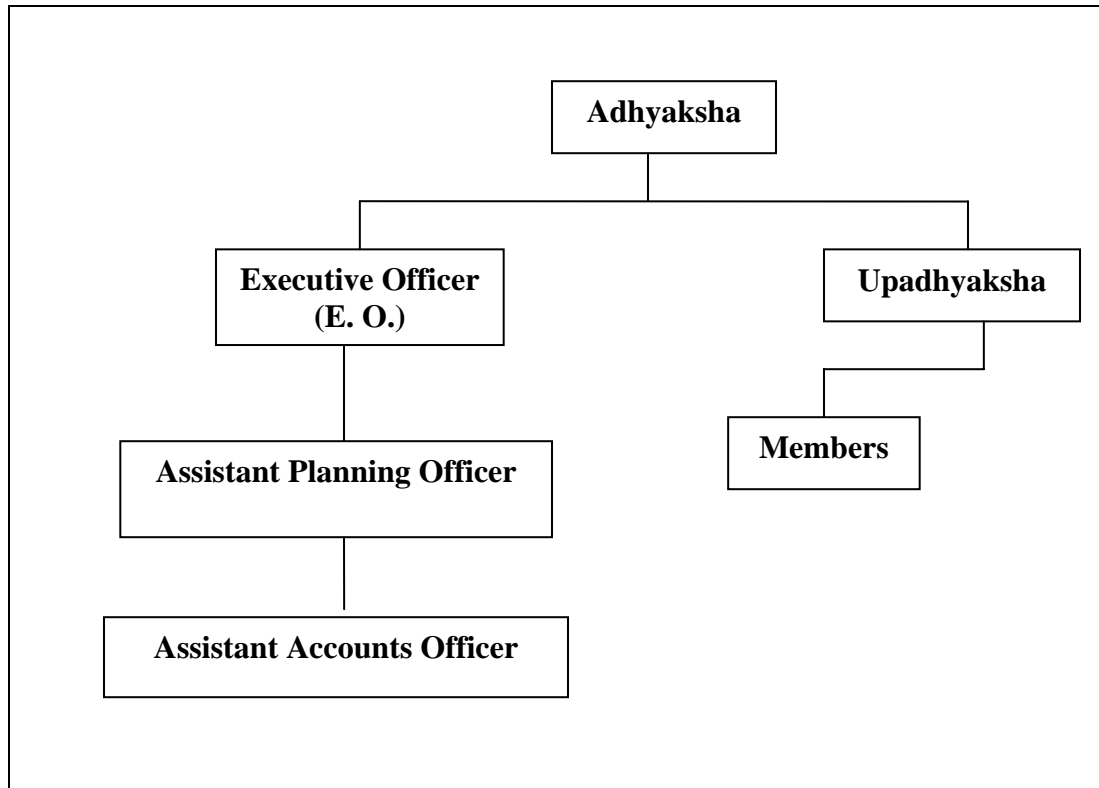 Adhyaksha
Executive Officer
(E. O.)
Upadhyaksha
Assistant Planning Officer
Members
Assistant Accounts Officer